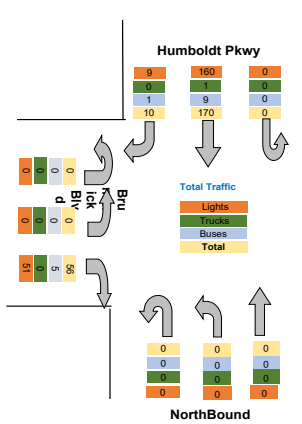 Humboldt Pkwy
9 160 0
0 1 0
1 9 0
10 170 0
0 0 0 0
Bru
ick
Blv
d
0 0 0 0
51 0 5 56
Total Traffic
Lights
Trucks
Buses
Total
0 0 0
0 0 0
0 0 0
0 0 0
NorthBound